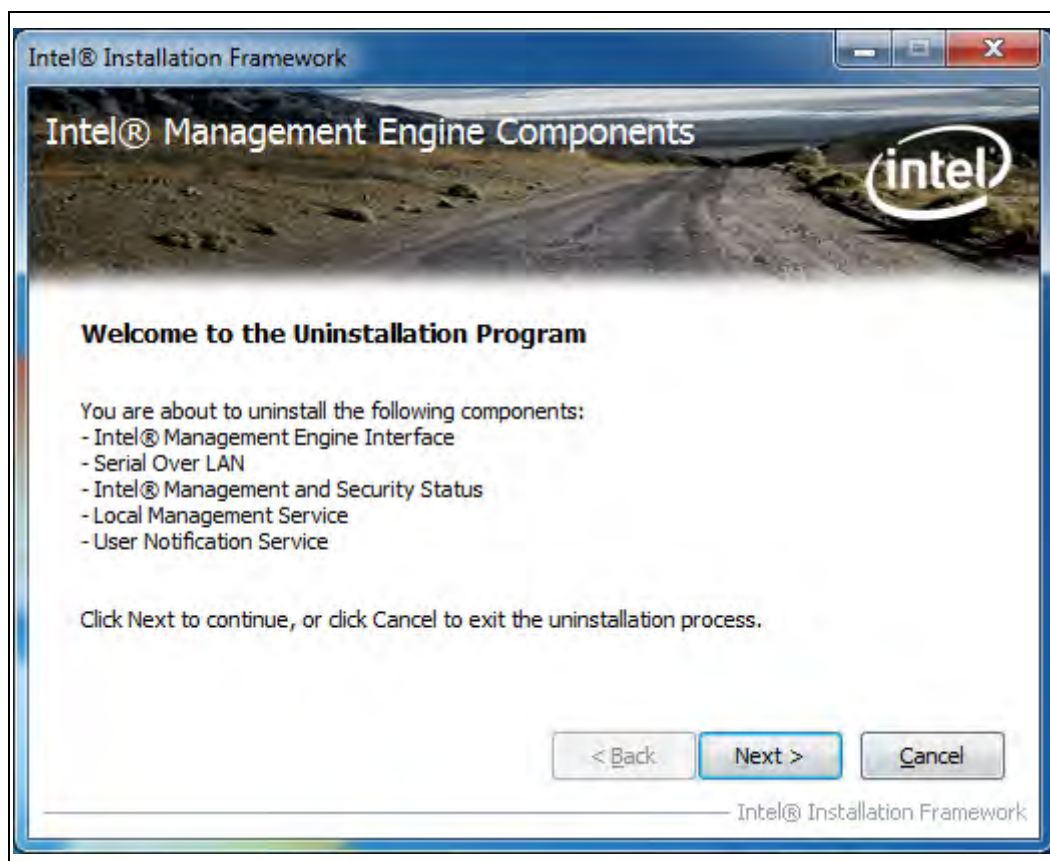 Intel® Installation Framework
Intel® Management Engine Components
intel®
Welcome to the Uninstallation Program
You are about to uninstall the following components:
- Intel® Management Engine Interface
- Serial Over LAN
- Intel® Management and Security Status
- Local Management Service
- User Notification Service
Click Next to continue, or click Cancel to exit the uninstallation process.
< Back Next > Cancel
Intel® Installation Framework